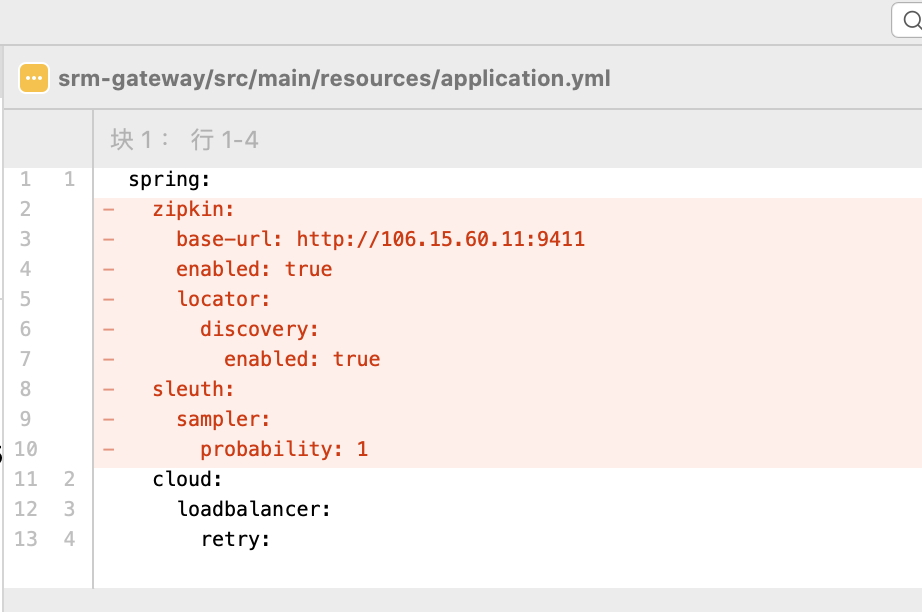 srm-gateway/src/main/resources/application.yml
块 1： 行 1-4
1 1 spring:
2 - zipkin:
3 - base-url: http://106.15.60.11:9411
4 - enabled: true
5 - locator:
6 - discovery:
7 - enabled: true
8 - sleuth:
9 - sampler:
10 - probability: 1
11 2 cloud:
12 3 loadbalancer:
13 4 retry: